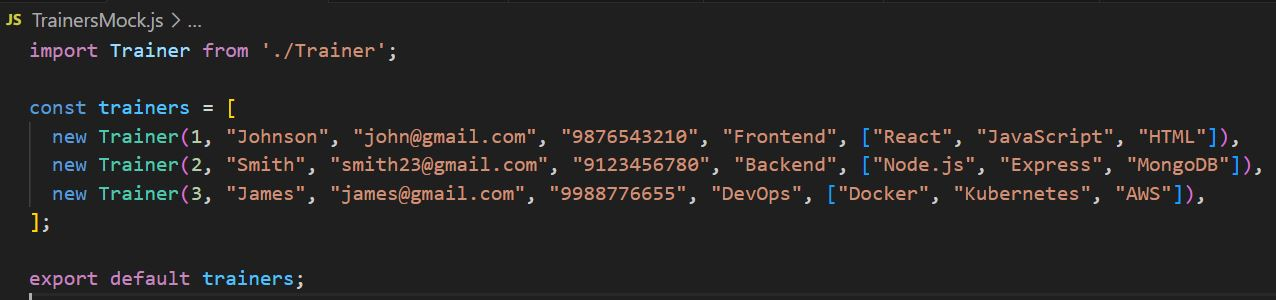 JS TrainersMock.js > ...
import Trainer from './Trainer';
const trainers = [
new Trainer(1, "Johnson", "john@gmail.com", "9876543210", "Frontend", ["React", "JavaScript", "HTML"]),
new Trainer(2, "Smith", "smith23@gmail.com", "9123456780", "Backend", ["Node.js", "Express", "MongoDB"]),
new Trainer(3, "James", "james@gmail.com", "9988776655", "DevOps", ["Docker", "Kubernetes", "AWS"]),
];
export default trainers;